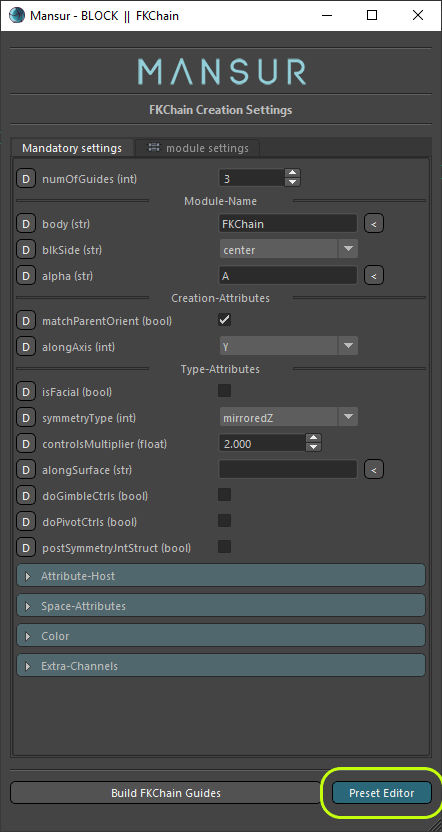 Mansur - BLOCK || FKChain
MANSUR
FKChain Creation Settings
Mandatory settings
module settings
D numOfGuides (int) 3
Module-Name
D body (str) FKChain <
D blkSide (str) center
D alpha (str) A <
Creation-Attributes
D matchParentOrient (bool)
D alongAxis (int) Y
Type-Attributes
D isFacial (bool)
D symmetryType (int) mirroredZ
D controlsMultiplier (float) 2.000
D alongSurface (str) <
D doGimbleCtrls (bool)
D doPivotCtrls (bool)
D postSymmetryJntStruct (bool)
Attribute-Host
Space-Attributes
Color
Extra-Channels
Build FKChain Guides
Preset Editor